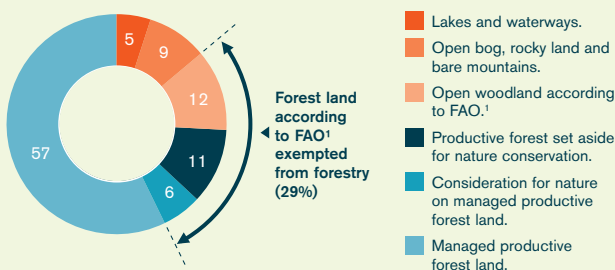 5
9
12
11
6
57
Forest land
according
to FAO¹
exempted
from forestry
(29%)
Lakes and waterways.
Open bog, rocky land and
bare mountains.
Open woodland according
to FAO.¹
Productive forest set aside
for nature conservation.
Consideration for nature
on managed productive
forest land.
Managed productive
forest land.